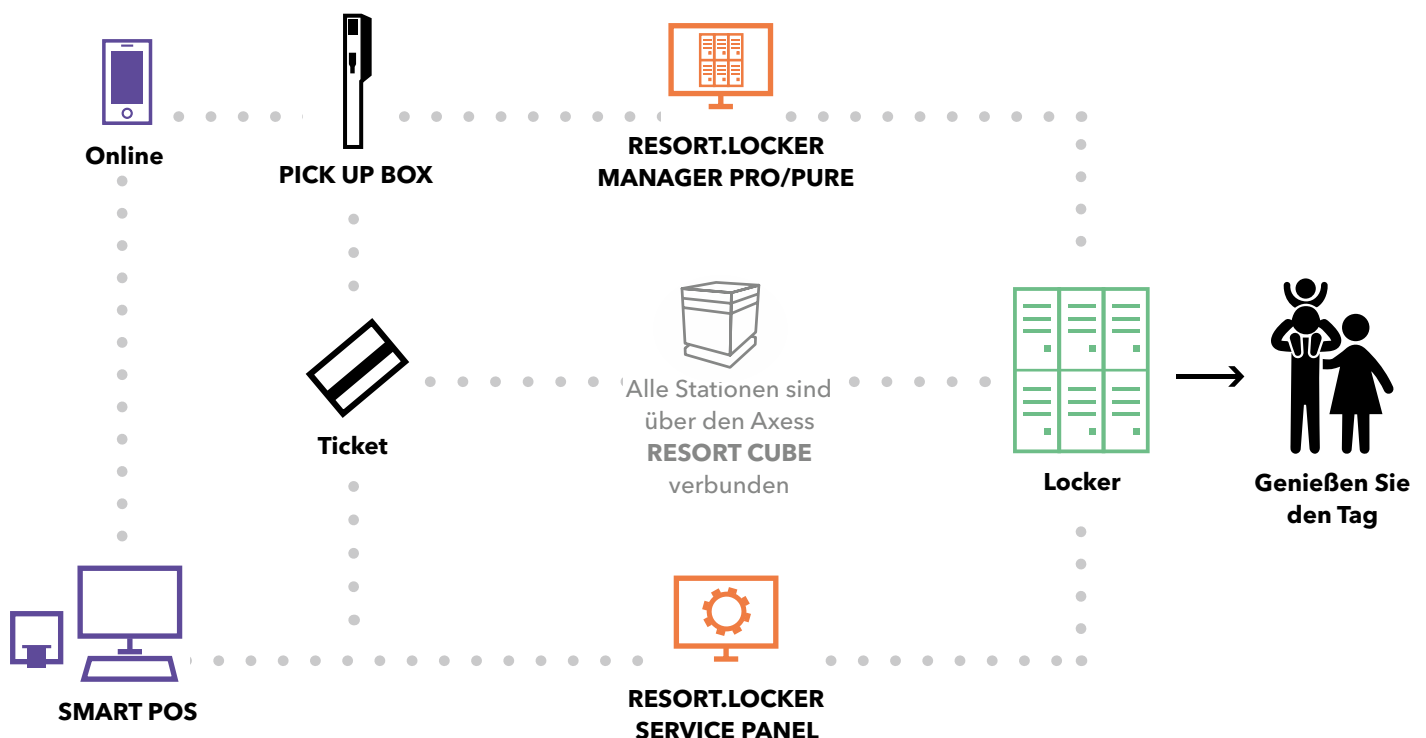 Online
PICK UP BOX
RESORT.LOCKER
MANAGER PRO/PURE
Ticket
Alle Stationen sind
über den Axess
RESORT CUBE
verbunden
Locker
Genießen Sie
den Tag
SMART POS
RESORT.LOCKER
SERVICE PANEL